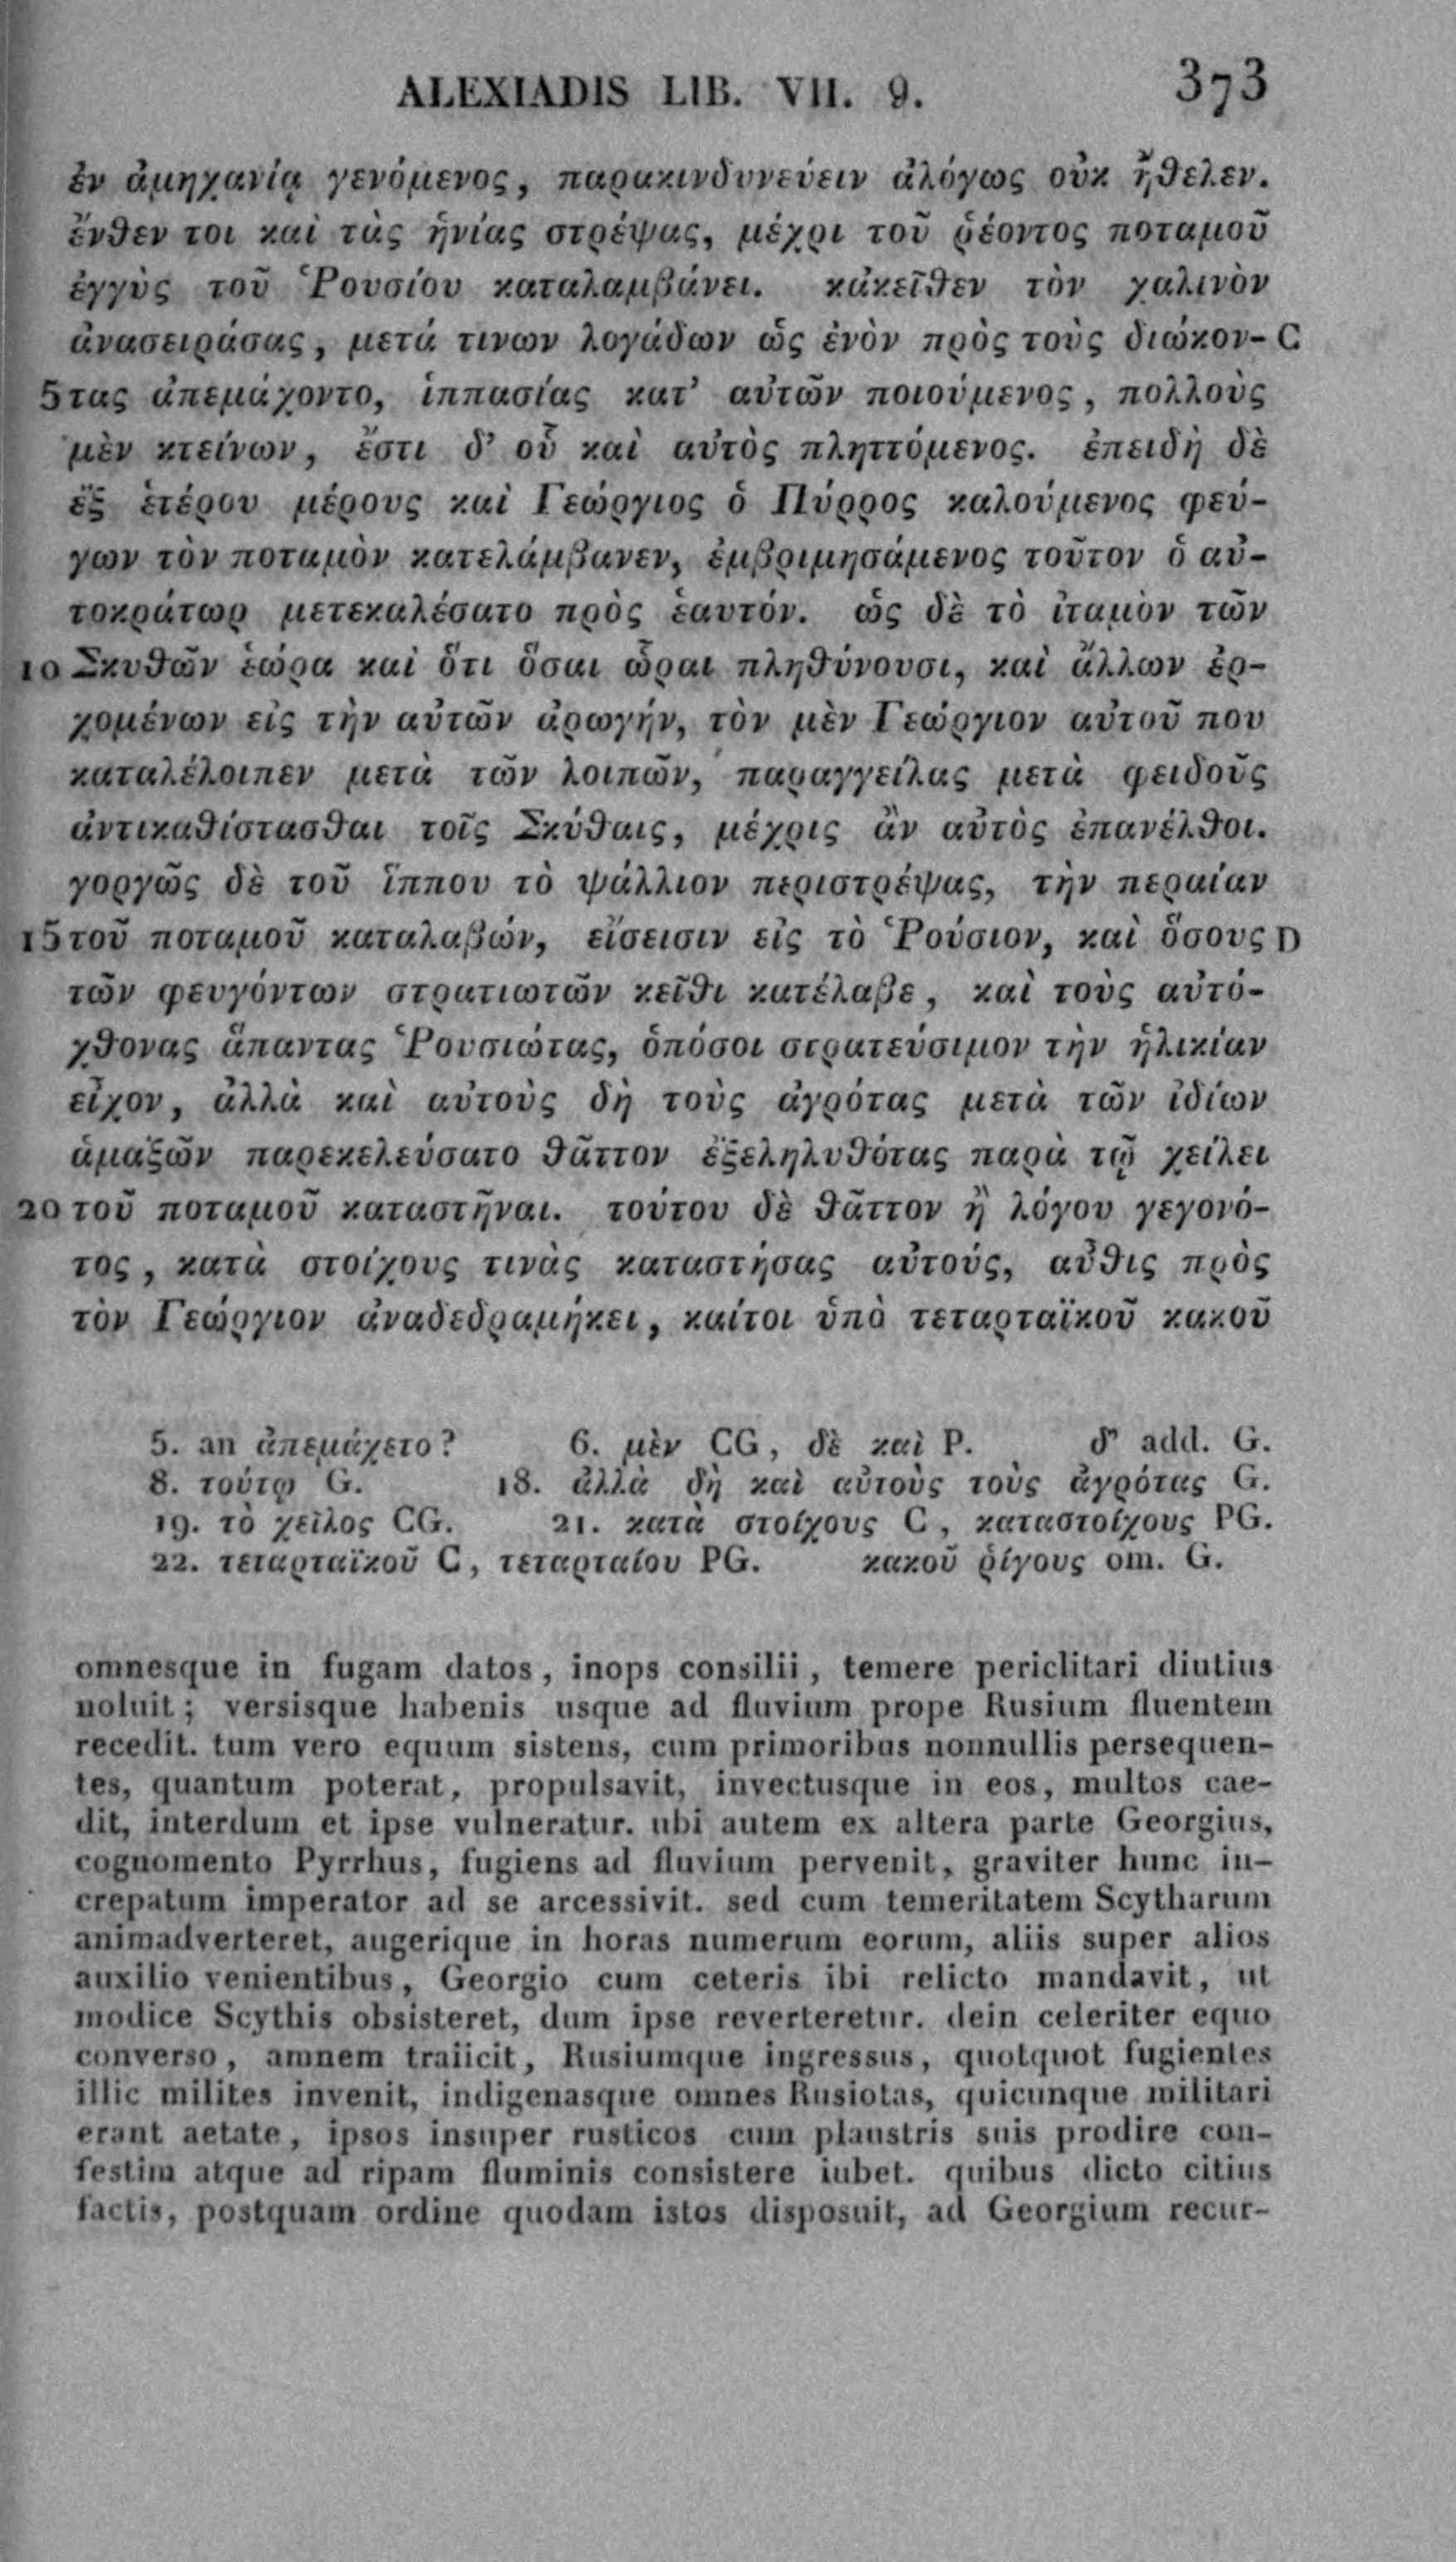 ALEXIADIS LIB. VII. 9. 373
ἐν ἀμηχανίᾳ γενόμενος, παρακινδυνεύειν ἀλόγως οὐκ ἤθελεν.
ἔνθεν τοι καὶ τὰς ἡνίας στρέψας, μέχρι τοῦ ῥέοντος ποταμοῦ
ἐγγὺς τοῦ Ῥουσίου καταλαμβάνει. κἀκεῖθεν τὸν χαλινὸν
ἀνασειράσας, μετά τινων λογάδων ὡς ἐνὸν πρὸς τοὺς διώκον- C
5 τας ἀπεμάχοντο, ἱππασίας κατ’ αὐτῶν ποιούμενος, πολλοὺς
μὲν κτείνων, ἔστι δ’ οὗ καὶ αὐτὸς πληττόμενος. ἐπειδὴ δὲ
ἐξ ἑτέρου μέρους καὶ Γεώργιος ὁ Πύρρος καλούμενος φεύ-
γων τὸν ποταμὸν κατελάμβανεν, ἐμβριμησάμενος τοῦτον ὁ αὐ-
τοκράτωρ μετεκαλέσατο πρὸς ἑαυτόν. ὡς δὲ τὸ ἰταμὸν τῶν
10 Σκυθῶν ἑώρα καὶ ὅτι ὅσαι ὧραι πληθύνουσι, καὶ ἄλλων ἐρ-
χομένων εἰς τὴν αὐτῶν ἀρωγήν, τὸν μὲν Γεώργιον αὐτοῦ που
καταλέλοιπεν μετὰ τῶν λοιπῶν, παραγγείλας μετὰ φειδοῦς
ἀντικαθίστασθαι τοῖς Σκύθαις, μέχρις ἂν αὐτὸς ἐπανέλθοι.
γοργῶς δὲ τοῦ ἵππου τὸ ψάλλιον περιστρέψας, τὴν περαίαν
15 τοῦ ποταμοῦ καταλαβών, εἴσεισιν εἰς τὸ Ῥούσιον, καὶ ὅσους D
τῶν φευγόντων στρατιωτῶν κεῖθι κατέλαβε, καὶ τοὺς αὐτό-
χθονας ἅπαντας Ῥουσιώτας, ὁπόσοι στρατεύσιμον τὴν ἡλικίαν
εἶχον, ἀλλὰ καὶ αὐτοὺς δὴ τοὺς ἀγρότας μετὰ τῶν ἰδίων
ἁμαξῶν παρεκελεύσατο θᾶττον ἐξεληλυθότας παρὰ τῷ χείλει
20 τοῦ ποταμοῦ καταστῆναι. τούτου δὲ θᾶττον ἢ λόγου γεγονό-
τος, κατὰ στοίχους τινὰς καταστήσας αὐτούς, αὖθις πρὸς
τὸν Γεώργιον ἀναδεδραμήκει, καίτοι ὑπὸ τεταρταϊκοῦ κακοῦ
5. an ἀπεμάχετο? 6. μὲν CG, δὲ καὶ P. δ’ add. G.
8. τούτῳ G. 18. ἀλλὰ δὴ καὶ αὐτοὺς τοὺς ἀγρότας G.
19. τὸ χεῖλος CG. 21. κατὰ στοίχους C, καταστοίχους PG.
22. τεταρταϊκοῦ C, τεταρταίου PG. κακοῦ ῥίγους om. G.
omnesque in fugam datos, inops consilii, temere periclitari diutius
noluit; versisque habenis usque ad fluvium prope Rusium fluentem
recedit. tum vero equum sistens, cum primoribus nonnullis persequen-
tes, quantum poterat, propulsavit, invectusque in eos, multos cae-
dit, interdum et ipse vulneratur. ubi autem ex altera parte Georgius,
cognomento Pyrrhus, fugiens ad fluvium pervenit, graviter hunc in-
crepatum imperator ad se arcessivit. sed cum temeritatem Scytharum
animadverteret, augerique in horas numerum eorum, aliis super alios
auxilio venientibus, Georgio cum ceteris ibi relicto mandavit, ut
modice Scythis obsisteret, dum ipse reverteretur. dein celeriter equo
converso, amnem traiicit, Rusiumque ingressus, quotquot fugientes
illic milites invenit, indigenasque omnes Rusiotas, quicunque militari
erant aetate, ipsos insuper rusticos cum plaustris suis prodire con-
festim atque ad ripam fluminis consistere iubet. quibus dicto citius
factis, postquam ordine quodam istos disposuit, ad Georgium recur-